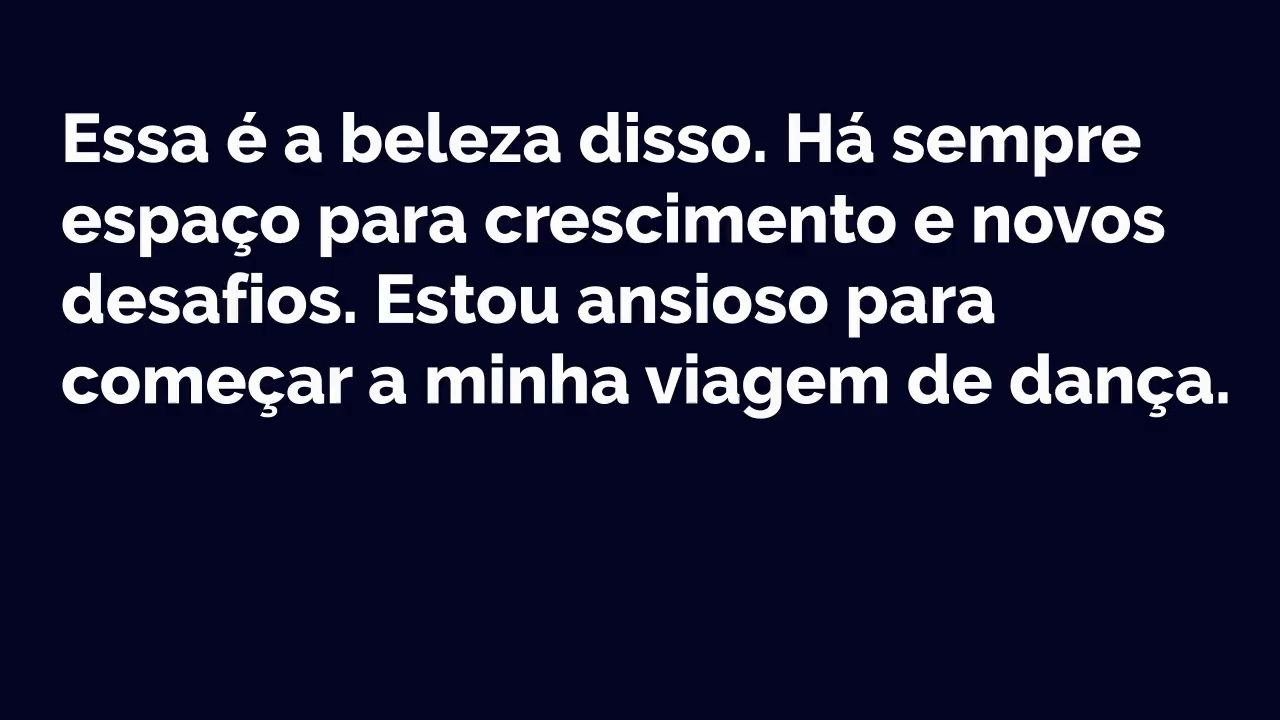 Essa é a beleza disso. Há sempre
espaço para crescimento e novos
desafios. Estou ansioso para
começar a minha viagem de dança.